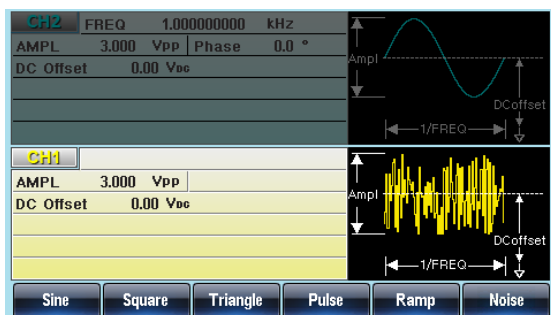 CH2 FREQ 1.000000000 kHz
AMPL 3.000 Vpp Phase 0.0 °
DC Offset 0.00 VDC
Ampl
DCoffset
1/FREQ
CH1
AMPL 3.000 Vpp
DC Offset 0.00 VDC
Ampl
DCoffset
1/FREQ
Sine Square Triangle Pulse Ramp Noise